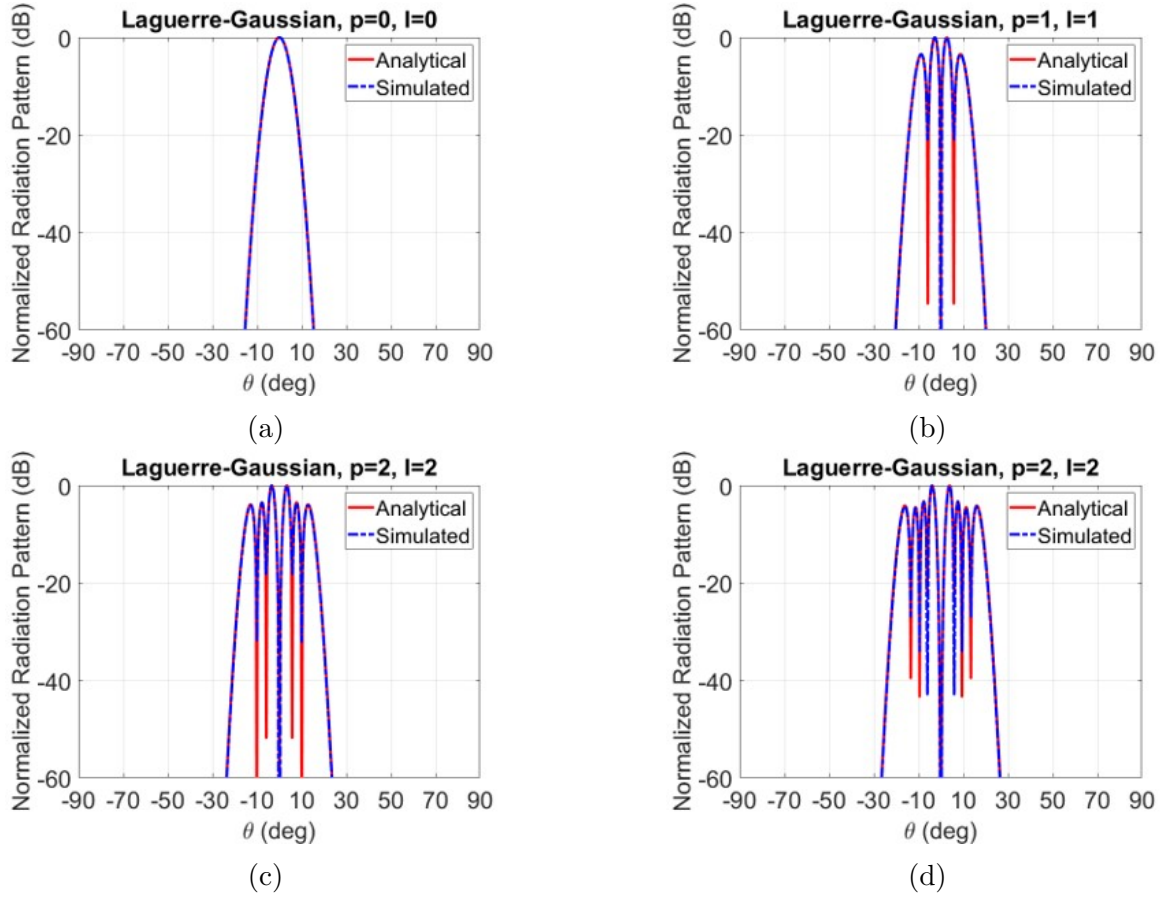 Laguerre-Gaussian, p=0, l=0
Normalized Radiation Pattern (dB)
0
-20
-40
-60
-90 -70 -50 -30 -10 10 30 50 70 90
θ (deg)
Analytical
Simulated
(a)
Laguerre-Gaussian, p=1, l=1
Normalized Radiation Pattern (dB)
0
-20
-40
-60
-90 -70 -50 -30 -10 10 30 50 70 90
θ (deg)
Analytical
Simulated
(b)
Laguerre-Gaussian, p=2, l=2
Normalized Radiation Pattern (dB)
0
-20
-40
-60
-90 -70 -50 -30 -10 10 30 50 70 90
θ (deg)
Analytical
Simulated
(c)
Laguerre-Gaussian, p=2, l=2
Normalized Radiation Pattern (dB)
0
-20
-40
-60
-90 -70 -50 -30 -10 10 30 50 70 90
θ (deg)
Analytical
Simulated
(d)